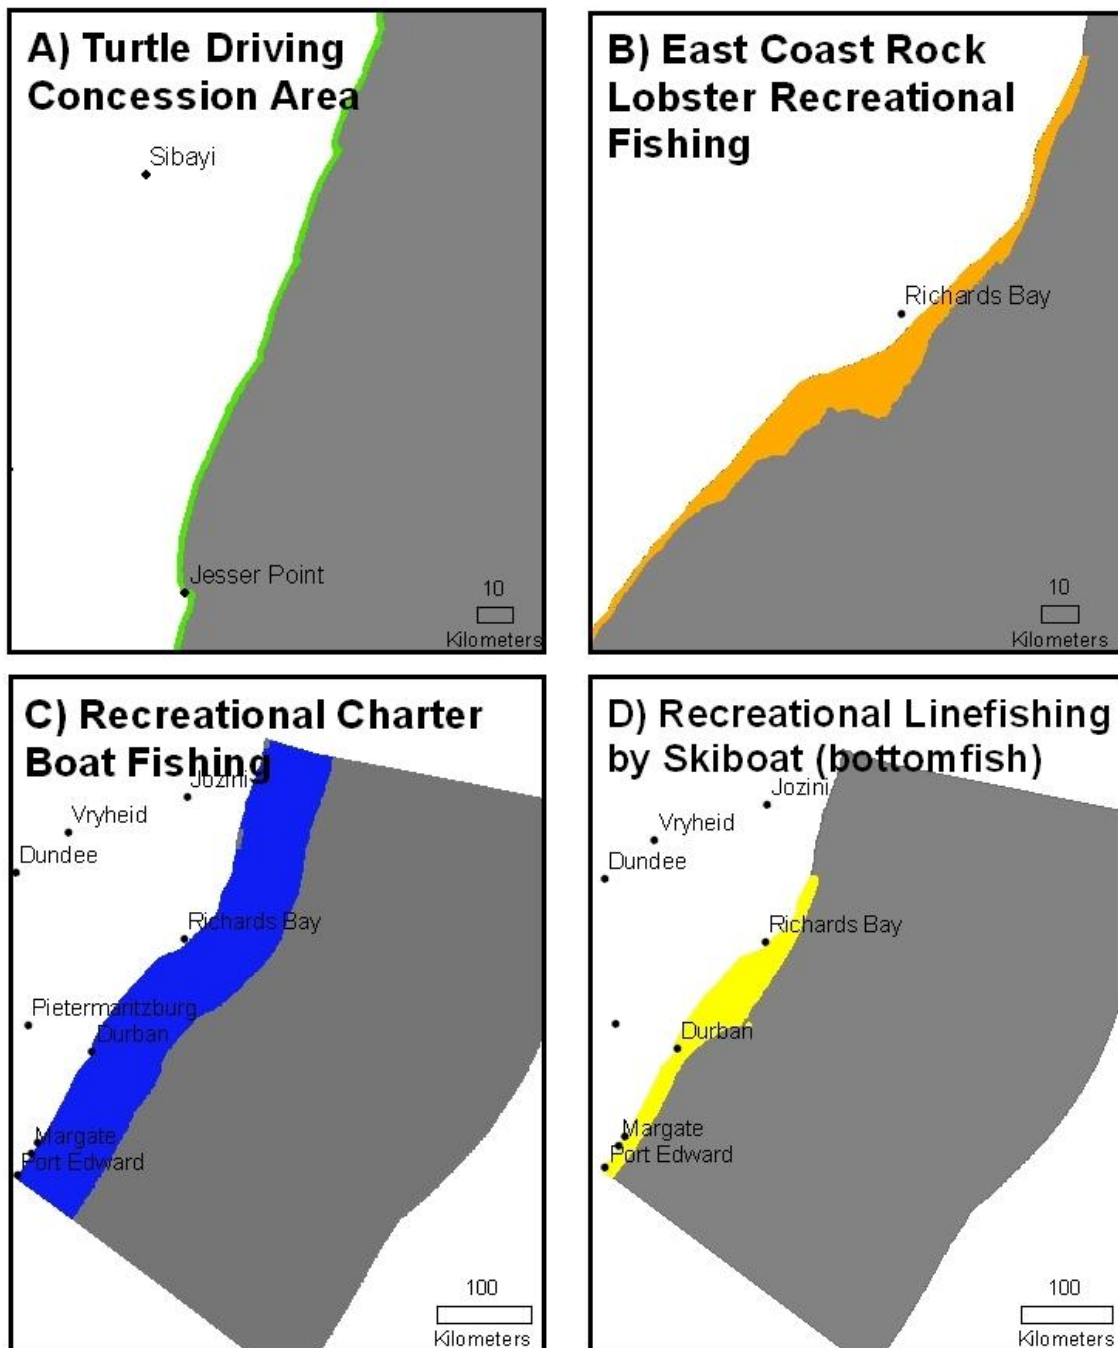 A) Turtle Driving
Concession Area
Sibayi
Jesser Point
10
Kilometers
B) East Coast Rock
Lobster Recreational
Fishing
Richards Bay
10
Kilometers
C) Recreational Charter
Boat Fishing
Jozini
Vryheid
Dundee
Richards Bay
Pietermaritzburg
Durban
Margate
Port Edward
100
Kilometers
D) Recreational Linefishing
by Skiboat (bottomfish)
Jozini
Vryheid
Dundee
Richards Bay
Durban
Margate
Port Edward
100
Kilometers